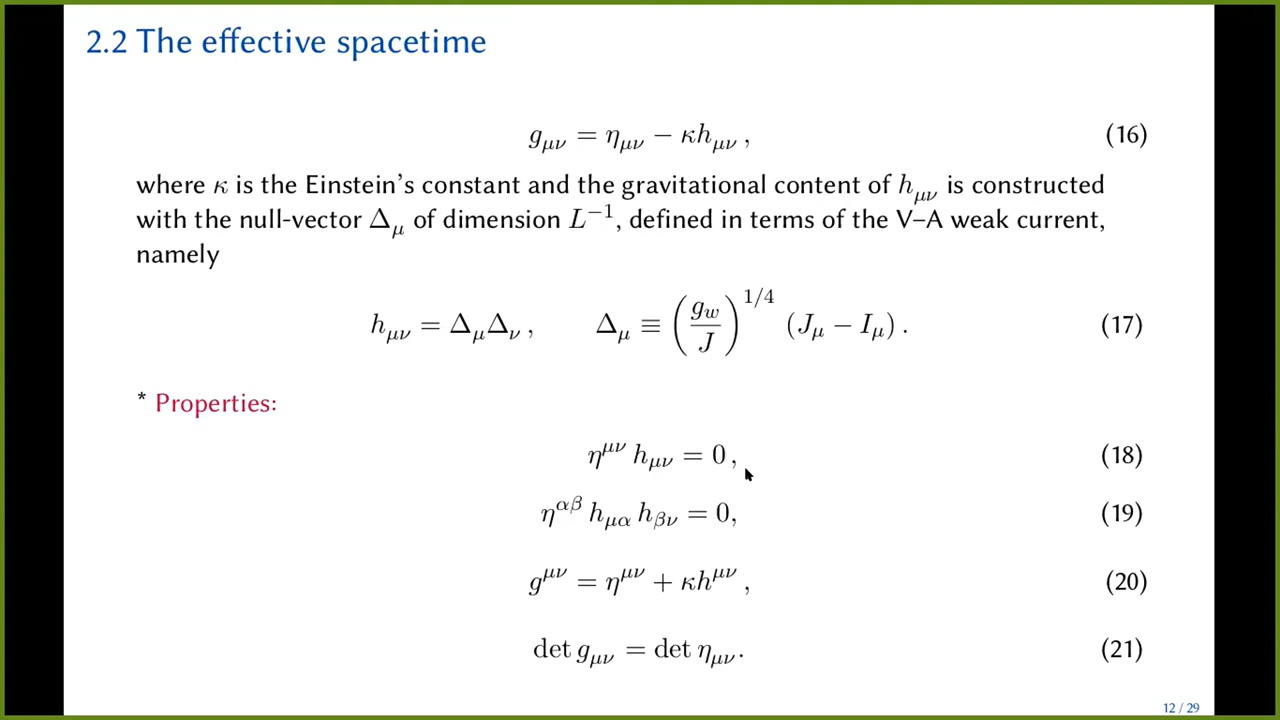 2.2 The effective spacetime
g_{μν} = η_{μν} − κh_{μν} , (16)
where κ is the Einstein's constant and the gravitational content of h_{μν} is constructed
with the null-vector Δ_μ of dimension L^{−1}, defined in terms of the V–A weak current,
namely
h_{μν} = Δ_μ Δ_ν , Δ_μ ≡ (g_w / J)^{1/4} (J_μ − I_μ) . (17)
* Properties:
η^{μν} h_{μν} = 0 , (18)
η^{αβ} h_{μα} h_{βν} = 0, (19)
g^{μν} = η^{μν} + κh^{μν} , (20)
det g_{μν} = det η_{μν}. (21)
12 / 29